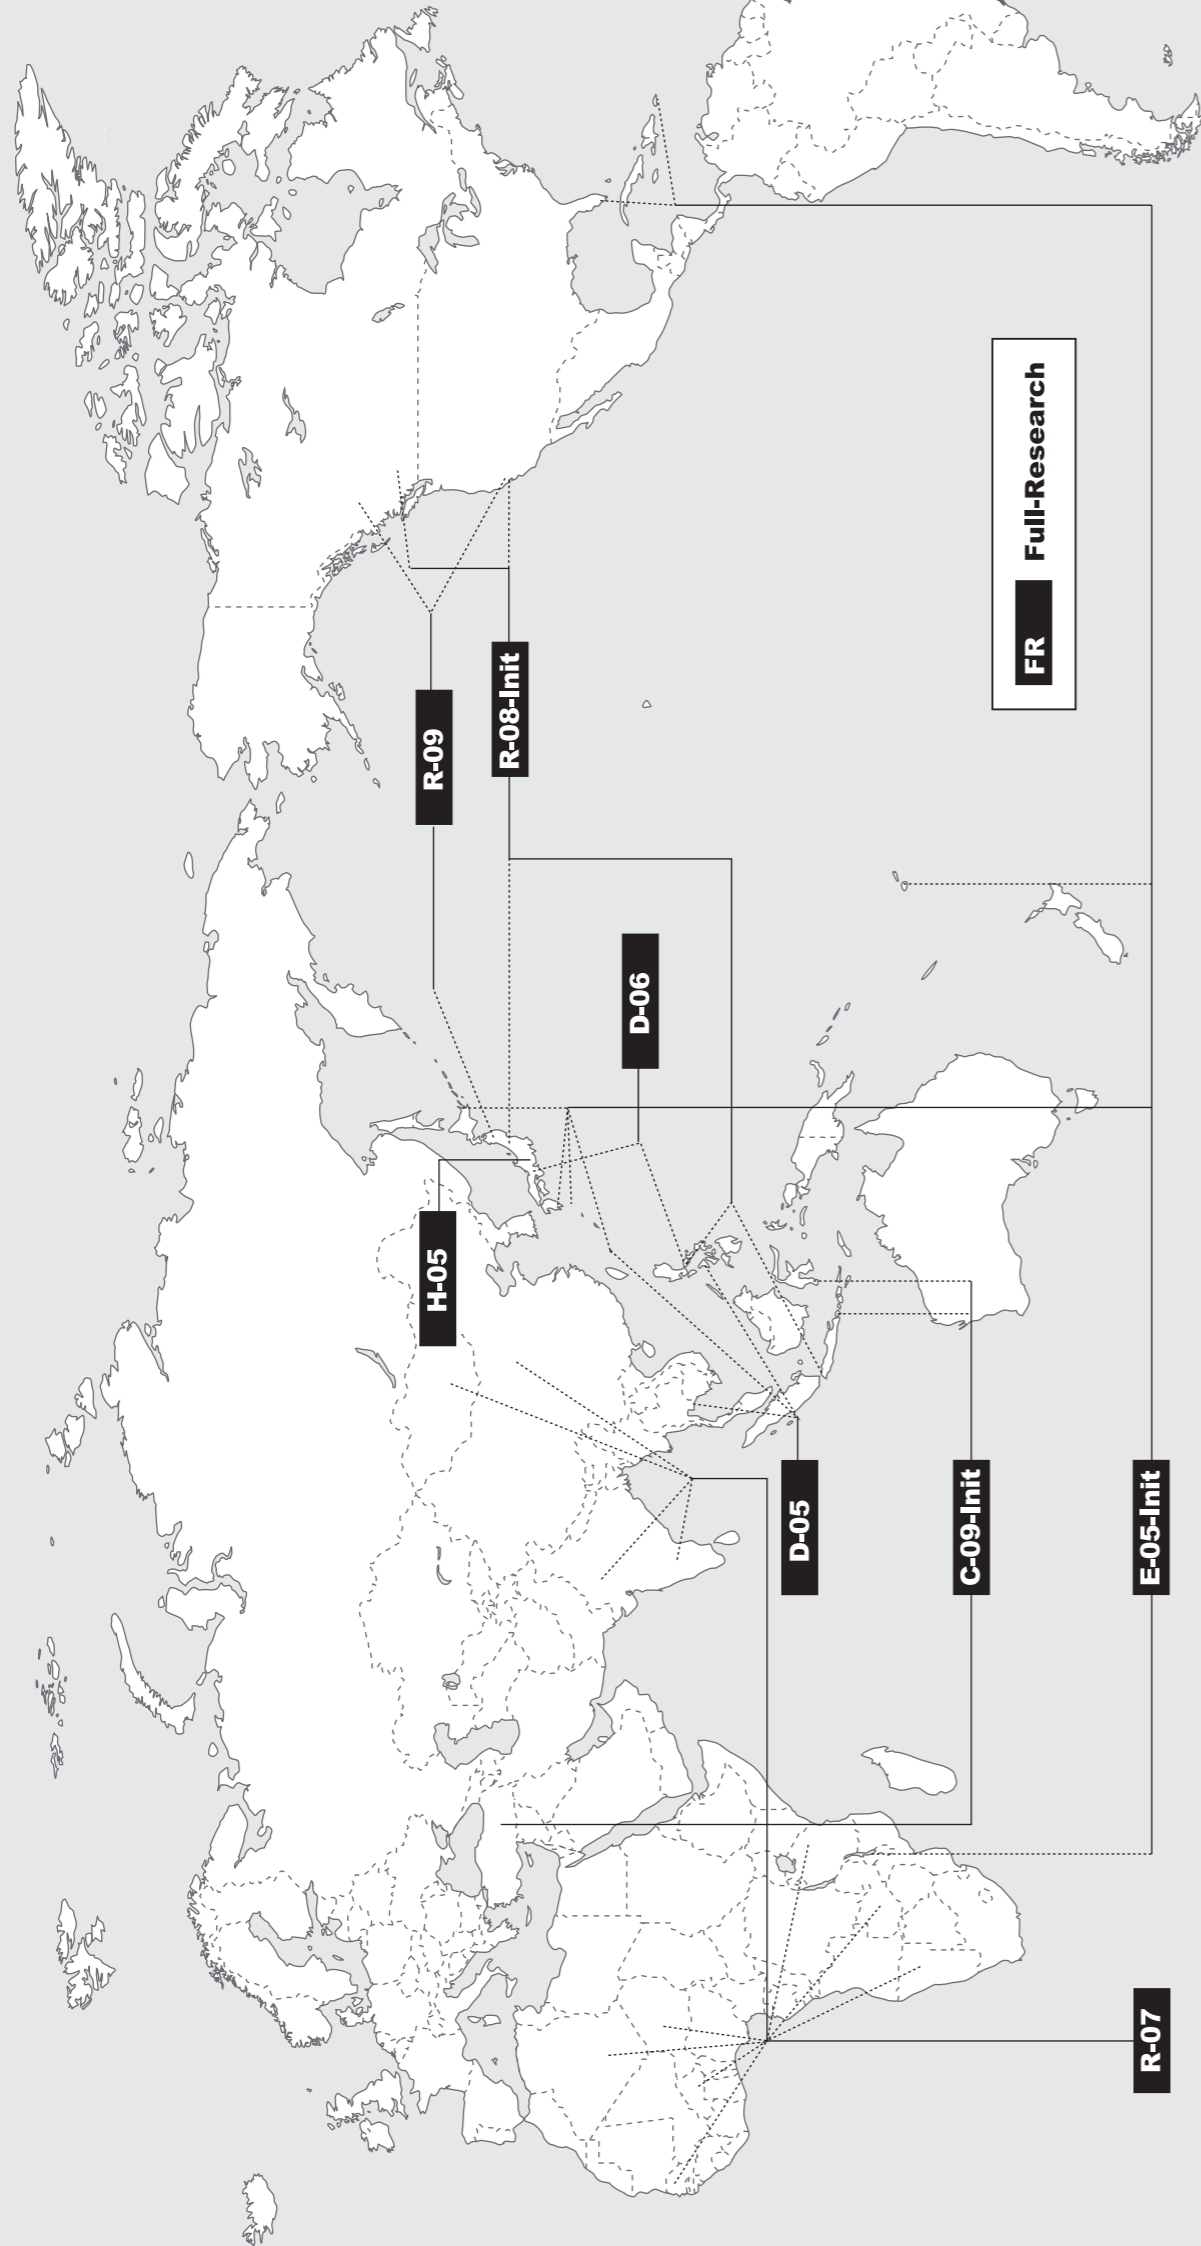 R-09
R-08-Init
D-06
H-05
D-05
C-09-Init
E-05-Init
R-07
FR Full-Research